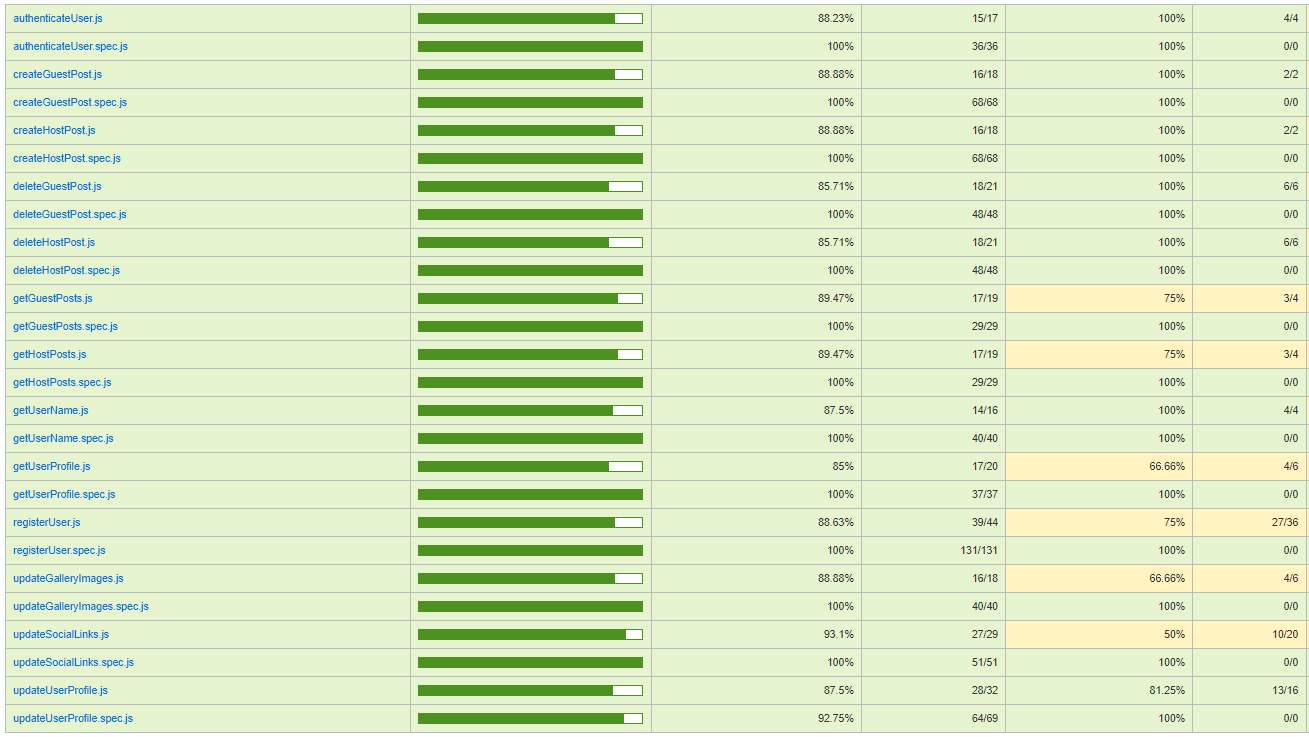 authenticateUser.js 88.23% 15/17 100% 4/4
authenticateUser.spec.js 100% 36/36 100% 0/0
createGuestPost.js 88.88% 16/18 100% 2/2
createGuestPost.spec.js 100% 68/68 100% 0/0
createHostPost.js 88.88% 16/18 100% 2/2
createHostPost.spec.js 100% 68/68 100% 0/0
deleteGuestPost.js 85.71% 18/21 100% 6/6
deleteGuestPost.spec.js 100% 48/48 100% 0/0
deleteHostPost.js 85.71% 18/21 100% 6/6
deleteHostPost.spec.js 100% 48/48 100% 0/0
getGuestPosts.js 89.47% 17/19 75% 3/4
getGuestPosts.spec.js 100% 29/29 100% 0/0
getHostPosts.js 89.47% 17/19 75% 3/4
getHostPosts.spec.js 100% 29/29 100% 0/0
getUserName.js 87.5% 14/16 100% 4/4
getUserName.spec.js 100% 40/40 100% 0/0
getUserProfile.js 85% 17/20 66.66% 4/6
getUserProfile.spec.js 100% 37/37 100% 0/0
registerUser.js 88.63% 39/44 75% 27/36
registerUser.spec.js 100% 131/131 100% 0/0
updateGalleryImages.js 88.88% 16/18 66.66% 4/6
updateGalleryImages.spec.js 100% 40/40 100% 0/0
updateSocialLinks.js 93.1% 27/29 50% 10/20
updateSocialLinks.spec.js 100% 51/51 100% 0/0
updateUserProfile.js 87.5% 28/32 81.25% 13/16
updateUserProfile.spec.js 92.75% 64/69 100% 0/0